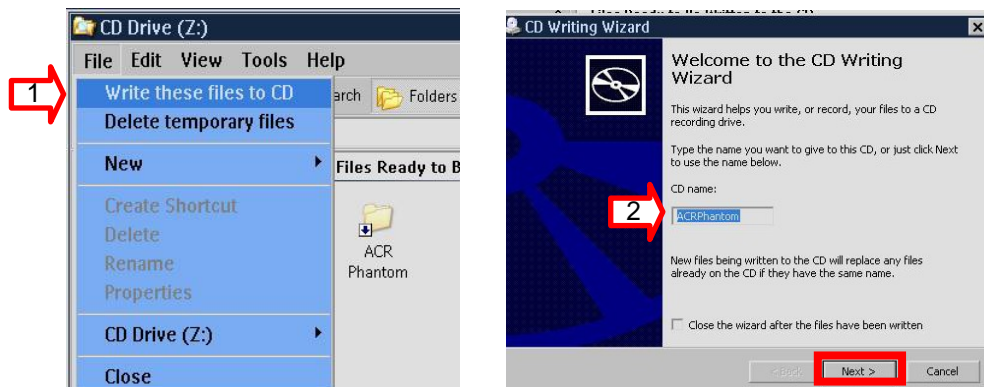 CD Drive (Z:)
File Edit View Tools Help
1
Write these files to CD
arch Folders
Delete temporary files
New
Files Ready to B
Create Shortcut
Delete
Rename
Properties
ACR
Phantom
CD Drive (Z:)
Close
CD Writing Wizard
Welcome to the CD Writing
Wizard
This wizard helps you write, or record, your files to a CD
recording drive.
Type the name you want to give to this CD, or just click Next
to use the name below.
CD name:
2
ACRPhantom
New files being written to the CD will replace any files
already on the CD if they have the same name.
Close the wizard after the files have been written
< Back Next > Cancel